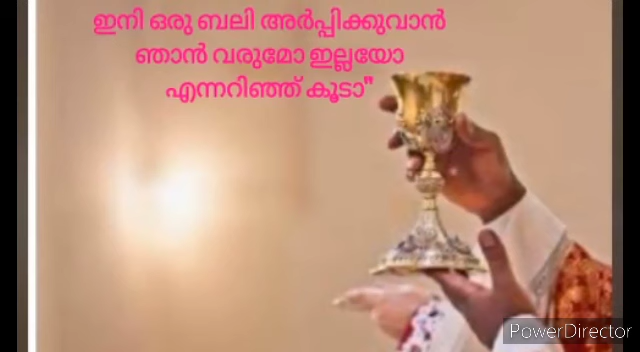 ഇനി ഒരു ബലി അർപ്പിക്കുവാൻ
ഞാൻ വരുമോ ഇല്ലയോ
എന്നറിഞ്ഞ് കൂടാ"
PowerDirector